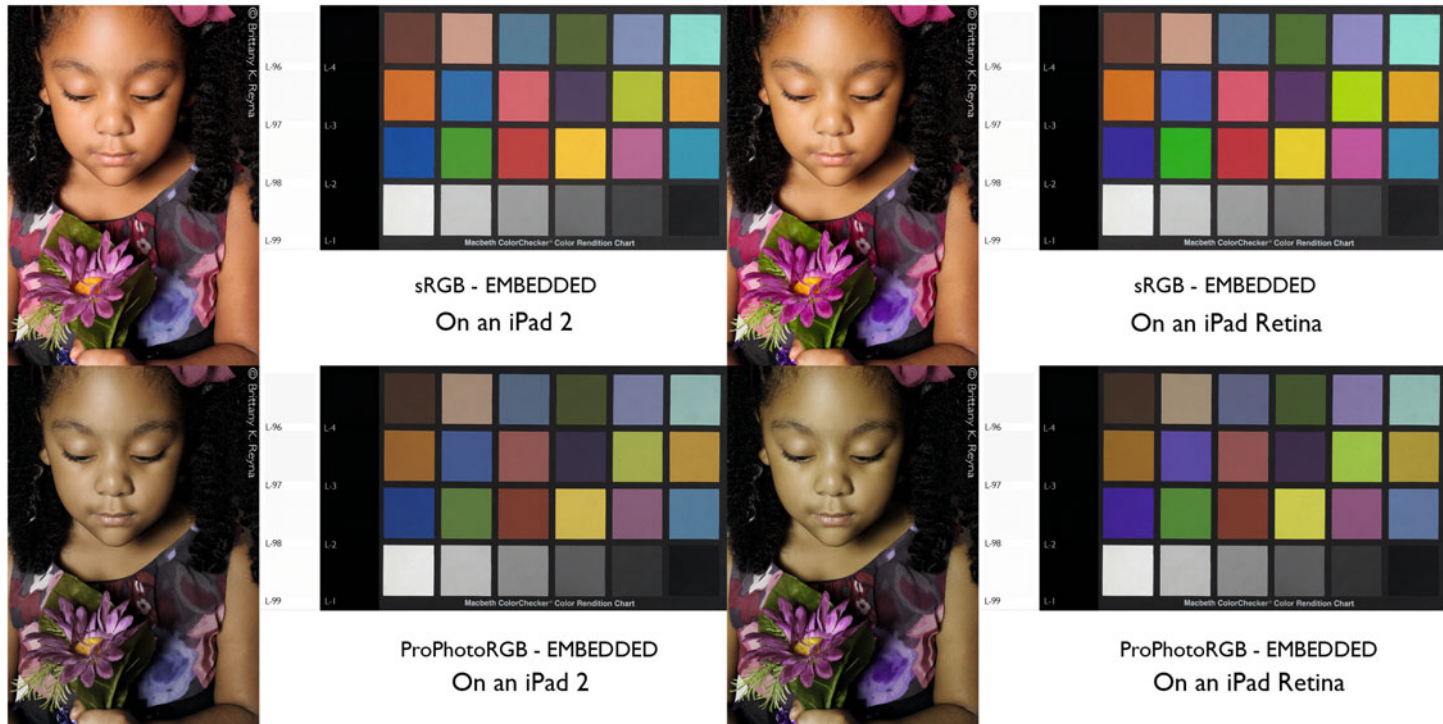 © Brittany K. Reyna
L-96
L-97
L-98
L-99
L-4
L-3
L-2
L-1
Macbeth ColorChecker® Color Rendition Chart
sRGB - EMBEDDED
On an iPad 2
© Brittany K. Reyna
L-96
L-97
L-98
L-99
L-4
L-3
L-2
L-1
Macbeth ColorChecker® Color Rendition Chart
sRGB - EMBEDDED
On an iPad Retina
© Brittany K. Reyna
L-96
L-97
L-98
L-99
L-4
L-3
L-2
L-1
Macbeth ColorChecker® Color Rendition Chart
ProPhotoRGB - EMBEDDED
On an iPad 2
© Brittany K. Reyna
L-96
L-97
L-98
L-99
L-4
L-3
L-2
L-1
Macbeth ColorChecker® Color Rendition Chart
ProPhotoRGB - EMBEDDED
On an iPad Retina